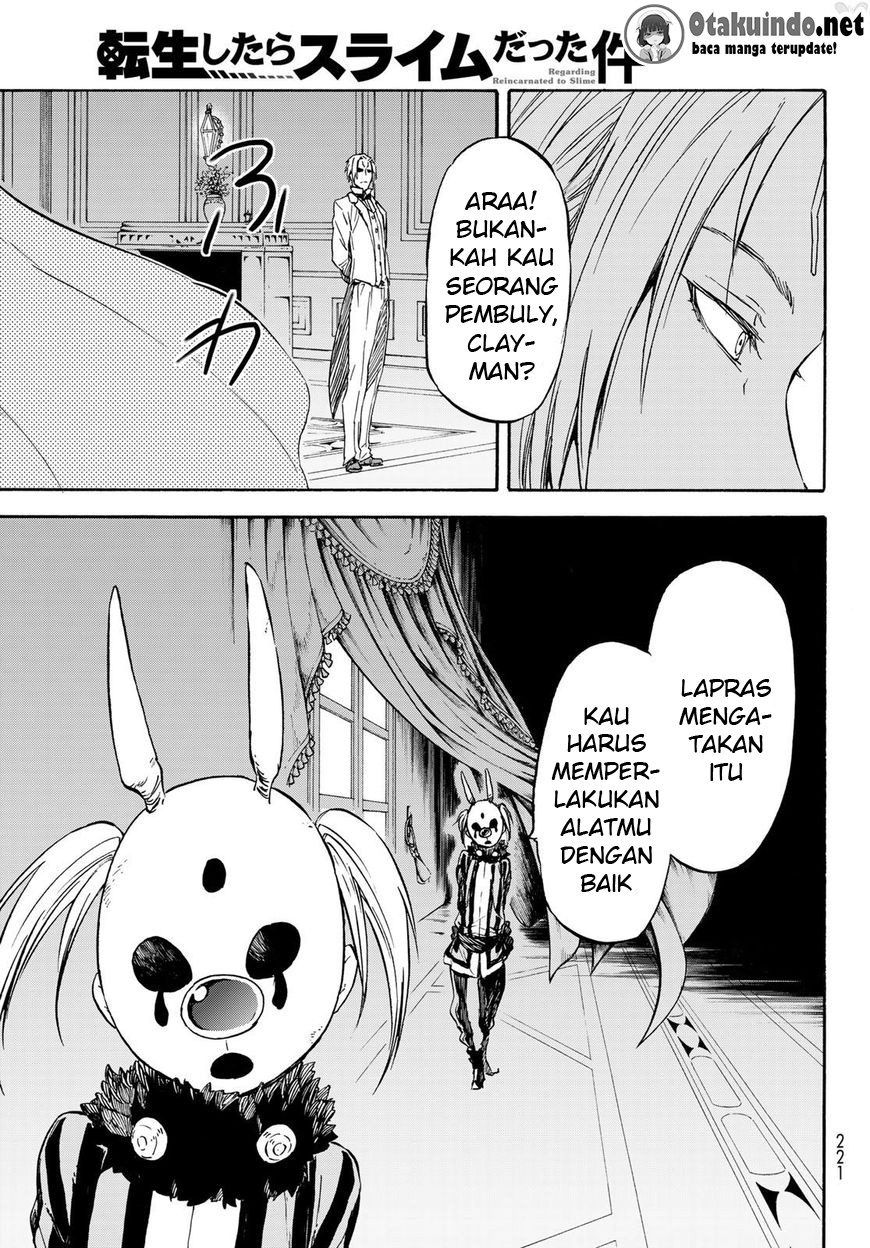 転生したらスライムだった件
Regarding
Reincarnated to Slime
Otakuindo.net
baca manga terupdate!
ARAA!
BUKAN-
KAH KAU
SEORANG
PEMBULY,
CLAY-
MAN?
ふ
わ
LAPRAS
MENGA-
TAKAN
ITU
KAU
HARUS
MEMPER-
LAKUKAN
ALATMU
DENGAN
BAIK
221